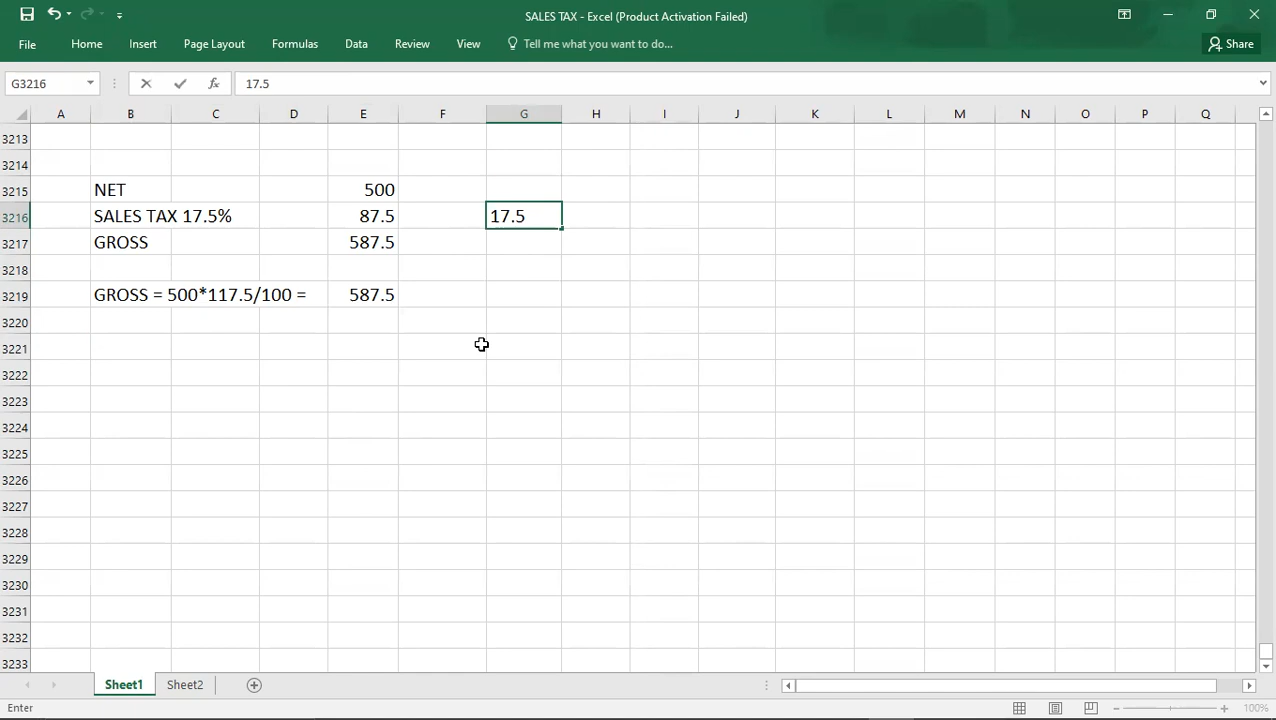 SALES TAX - Excel (Product Activation Failed)
File Home Insert Page Layout Formulas Data Review View Tell me what you want to do... Share
G3216 fx 17.5
A B C D E F G H I J K L M N O P Q
3213
3214
3215 NET 500
3216 SALES TAX 17.5% 87.5 17.5
3217 GROSS 587.5
3218
3219 GROSS = 500*117.5/100 = 587.5
3220
3221
3222
3223
3224
3225
3226
3227
3228
3229
3230
3231
3232
3233
Sheet1 Sheet2
Enter 100%